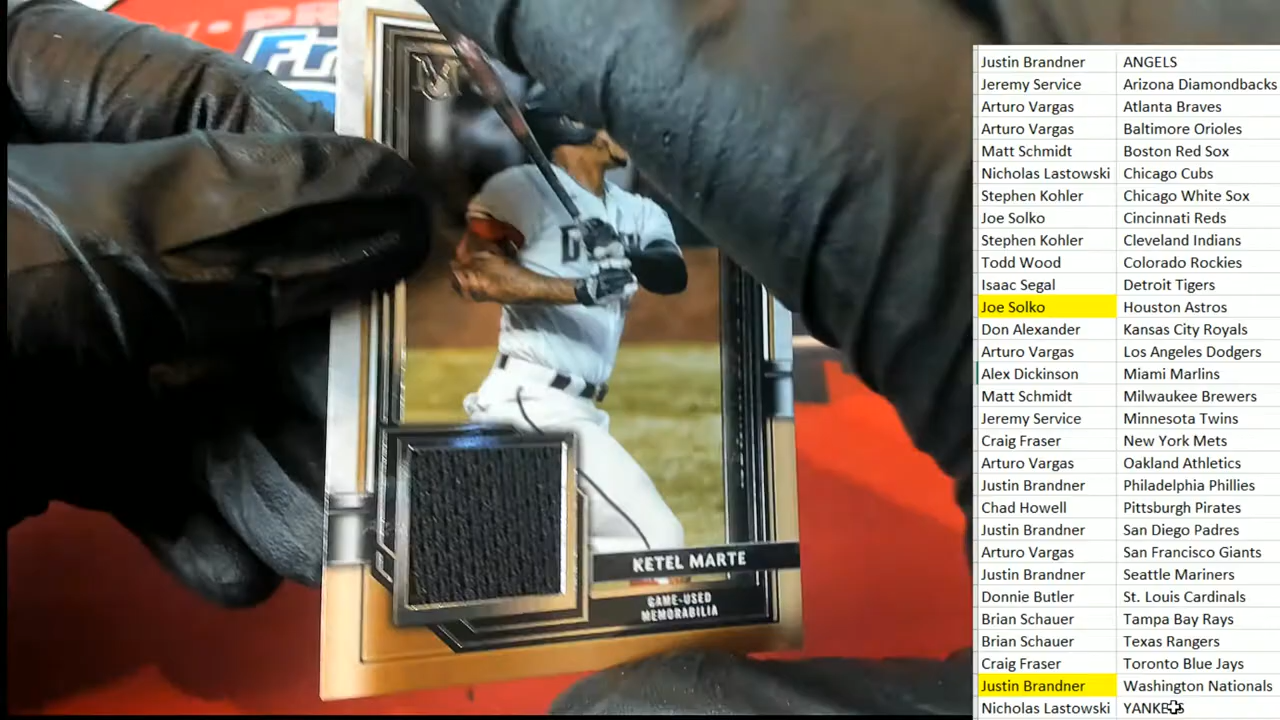 KETEL MARTE
GAME-USED
MEMORABILIA
Justin Brandner ANGELS
Jeremy Service Arizona Diamondbacks
Arturo Vargas Atlanta Braves
Arturo Vargas Baltimore Orioles
Matt Schmidt Boston Red Sox
Nicholas Lastowski Chicago Cubs
Stephen Kohler Chicago White Sox
Joe Solko Cincinnati Reds
Stephen Kohler Cleveland Indians
Todd Wood Colorado Rockies
Isaac Segal Detroit Tigers
Joe Solko Houston Astros
Don Alexander Kansas City Royals
Arturo Vargas Los Angeles Dodgers
Alex Dickinson Miami Marlins
Matt Schmidt Milwaukee Brewers
Jeremy Service Minnesota Twins
Craig Fraser New York Mets
Arturo Vargas Oakland Athletics
Justin Brandner Philadelphia Phillies
Chad Howell Pittsburgh Pirates
Justin Brandner San Diego Padres
Arturo Vargas San Francisco Giants
Justin Brandner Seattle Mariners
Donnie Butler St. Louis Cardinals
Brian Schauer Tampa Bay Rays
Brian Schauer Texas Rangers
Craig Fraser Toronto Blue Jays
Justin Brandner Washington Nationals
Nicholas Lastowski YANKEES